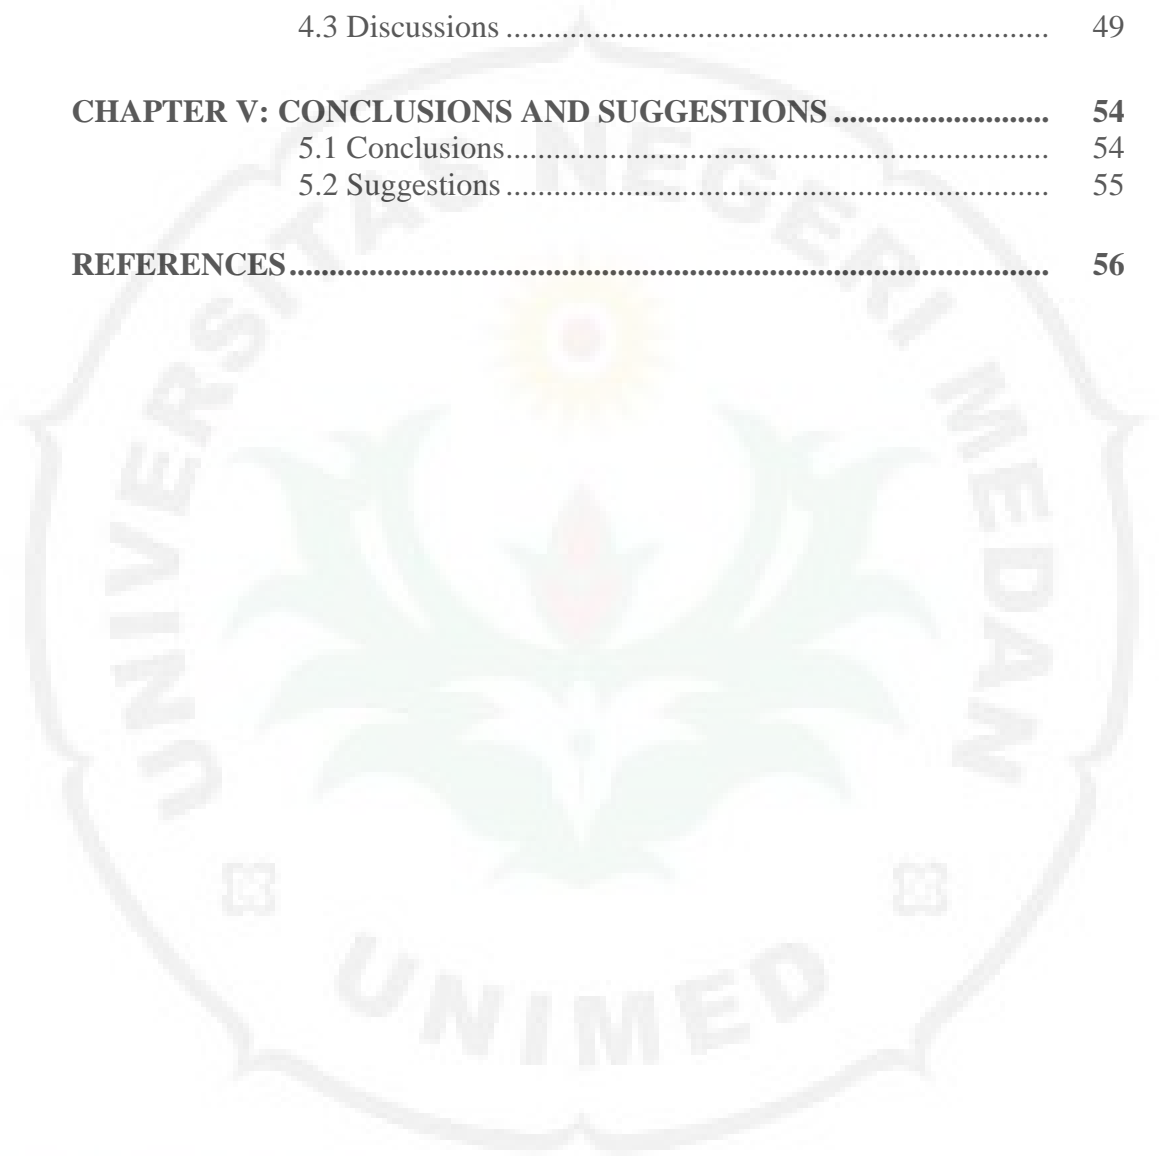 4.3 Discussions ................................................................... 49
CHAPTER V: CONCLUSIONS AND SUGGESTIONS .......................... 54
5.1 Conclusions................................................................... 54
5.2 Suggestions ................................................................... 55
REFERENCES............................................................................................. 56
UNIVERSITAS NEGERI MEDAN
UNIMED